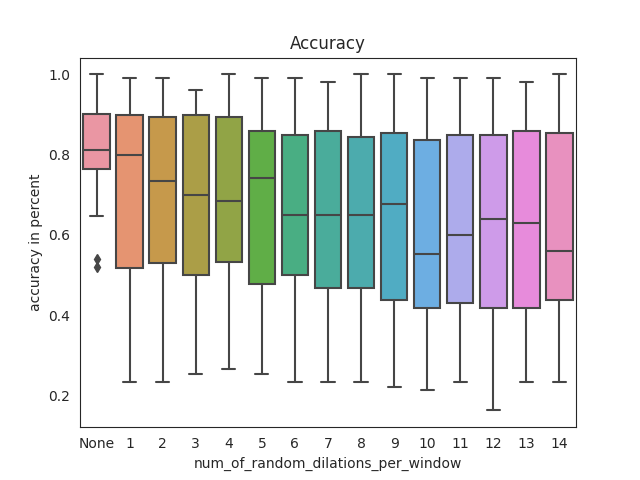 Accuracy
accuracy in percent
1.0
0.8
0.6
0.4
0.2
None 1 2 3 4 5 6 7 8 9 10 11 12 13 14
num_of_random_dilations_per_window